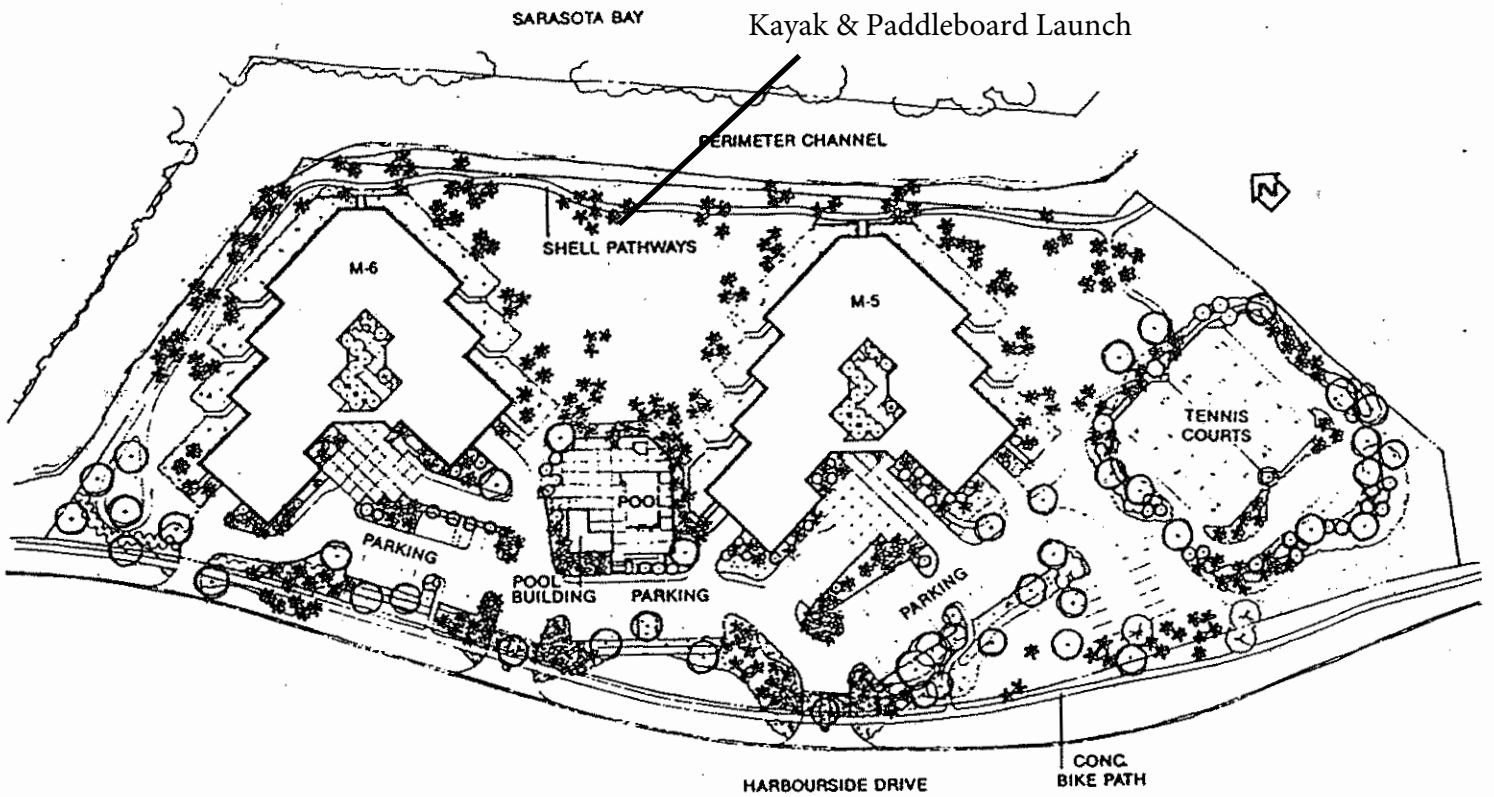 SARASOTA BAY
Kayak & Paddleboard Launch
PERIMETER CHANNEL
N
SHELL PATHWAYS
M-6
M-5
TENNIS
COURTS
POOL
PARKING
POOL
BUILDING
PARKING
PARKING
CONC.
BIKE PATH
HARBOURSIDE DRIVE